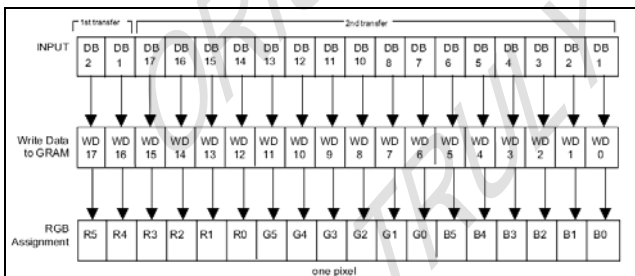 1st transfer 2nd transfer
INPUT DB 2 DB 1 DB 17 DB 16 DB 15 DB 14 DB 13 DB 12 DB 11 DB 10 DB 8 DB 7 DB 6 DB 5 DB 4 DB 3 DB 2 DB 1
Write Data to GRAM WD 17 WD 16 WD 15 WD 14 WD 13 WD 12 WD 11 WD 10 WD 9 WD 8 WD 7 WD 6 WD 5 WD 4 WD 3 WD 2 WD 1 WD 0
RGB Assignment R5 R4 R3 R2 R1 R0 G5 G4 G3 G2 G1 G0 B5 B4 B3 B2 B1 B0
one pixel
TRULY